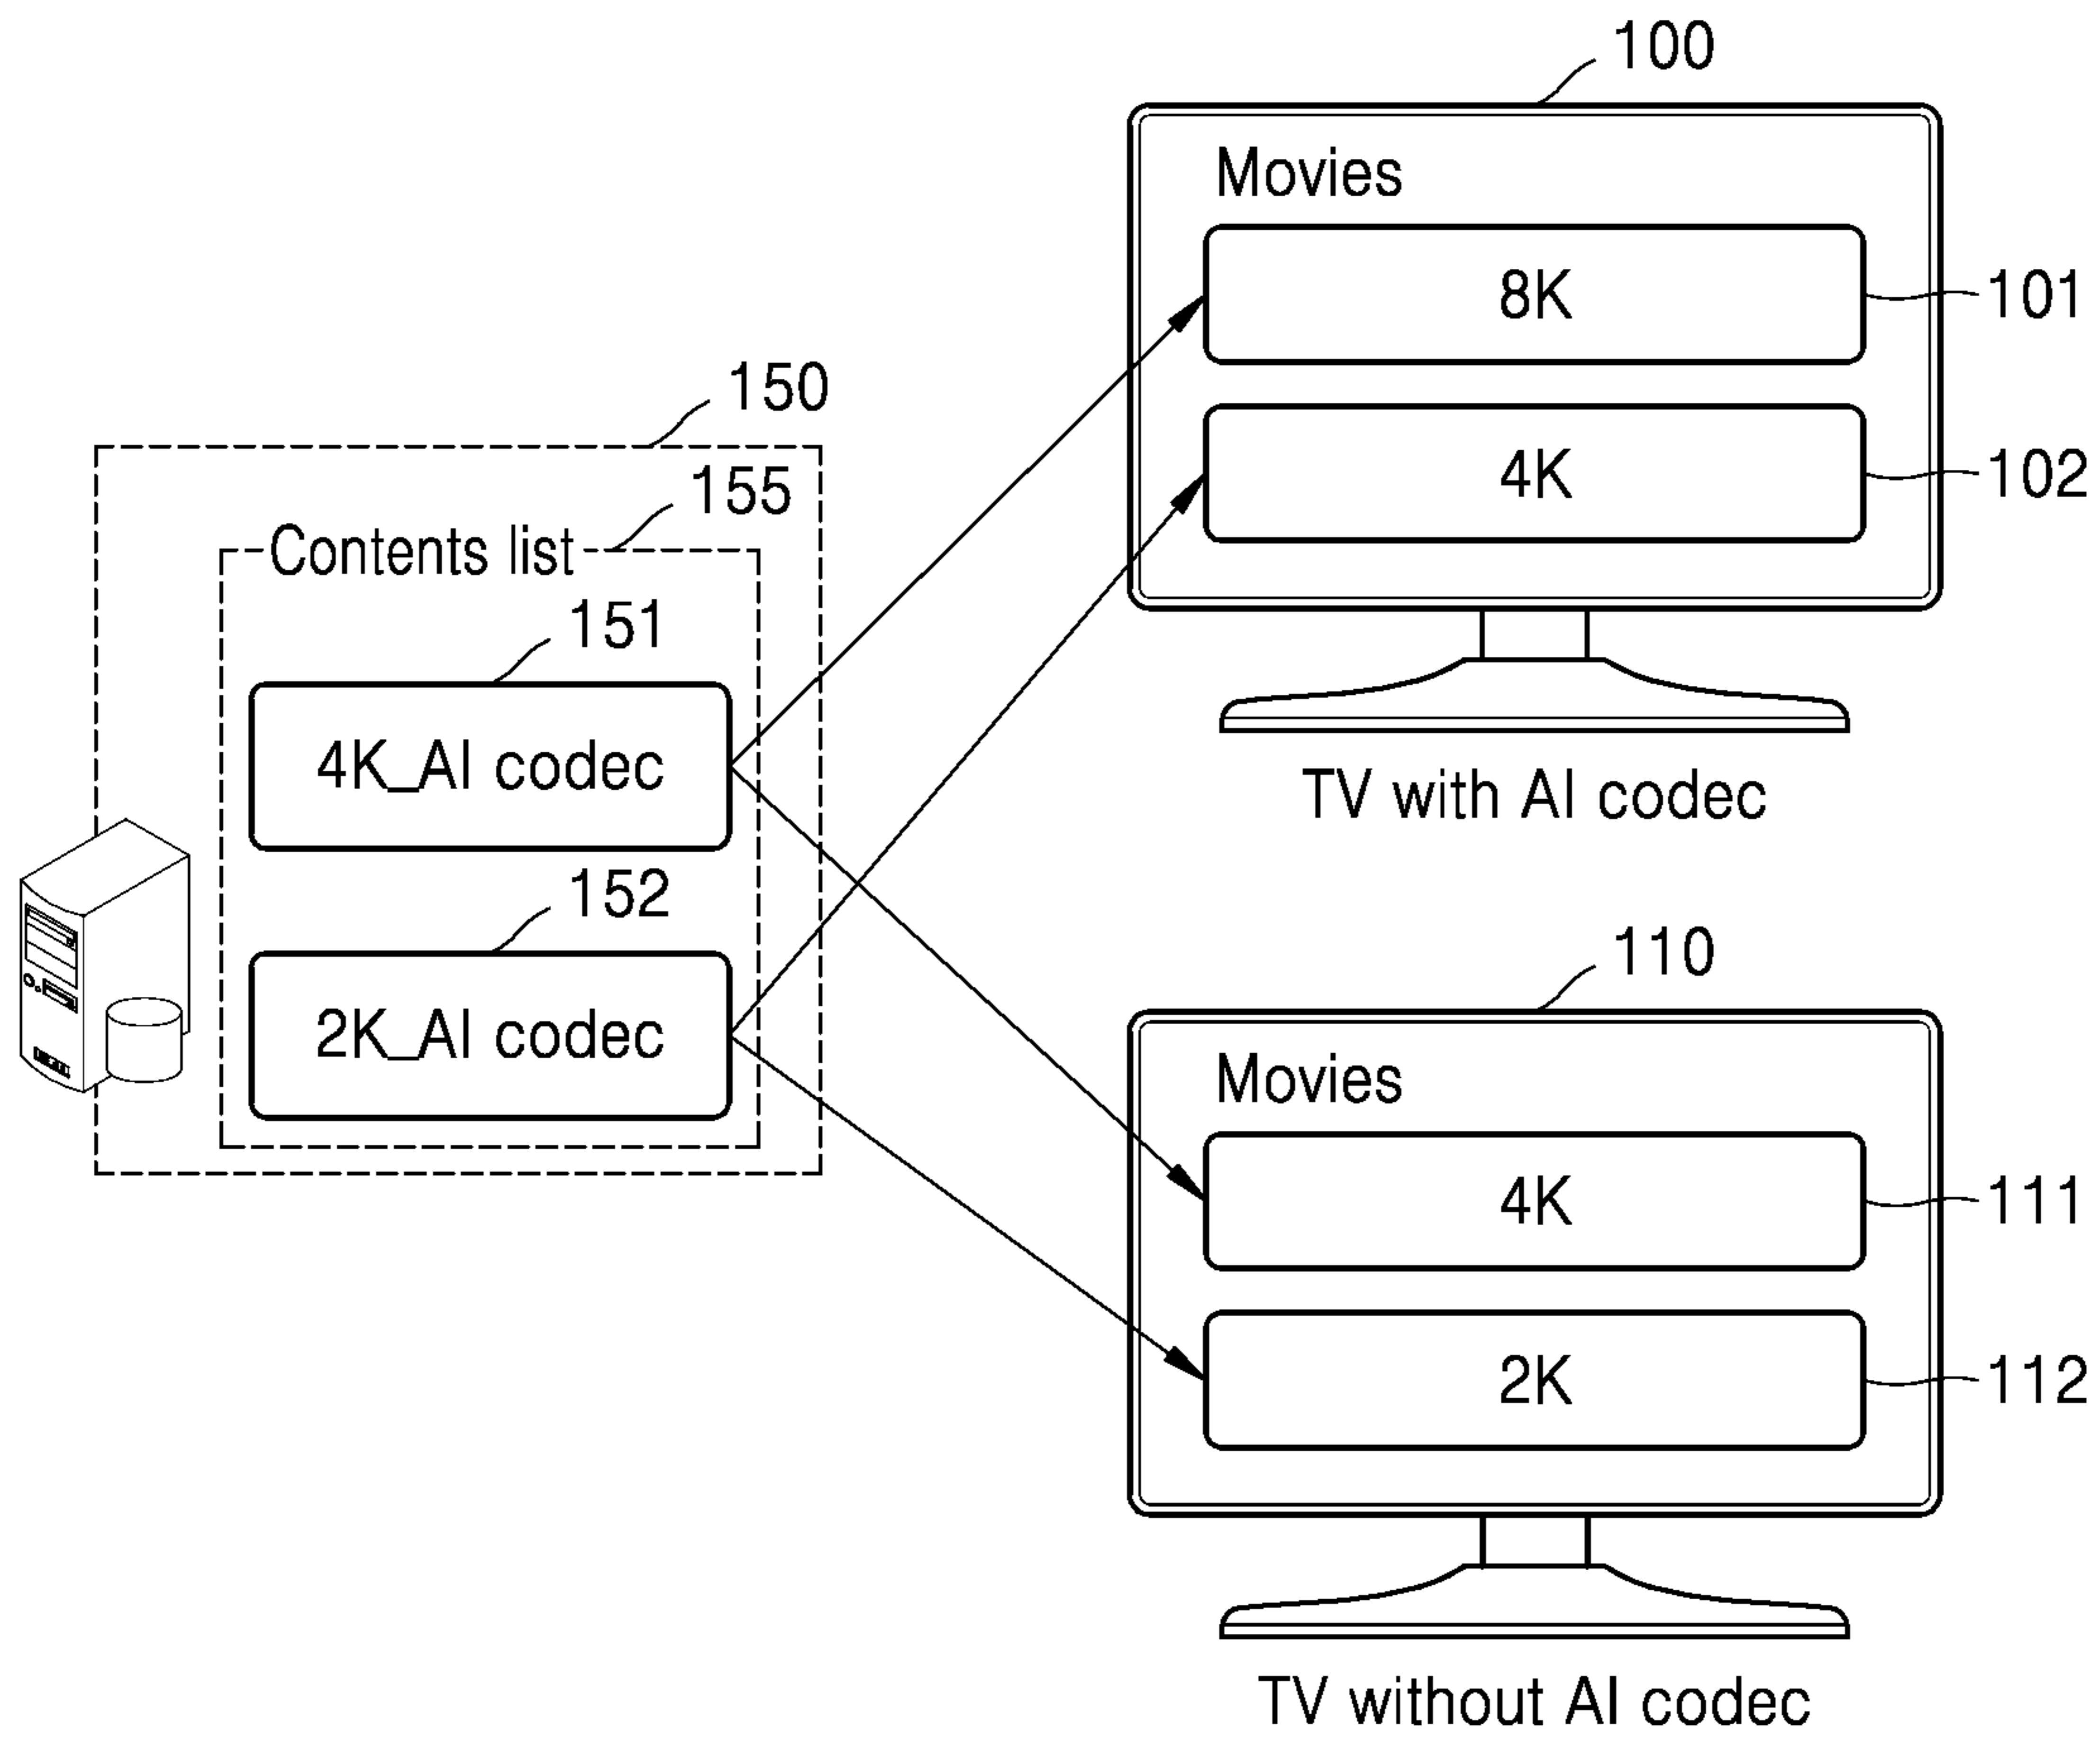 150
155
Contents list
151
4K_AI codec
152
2K_AI codec
100
Movies
8K
101
4K
102
TV with AI codec
110
Movies
4K
111
2K
112
TV without AI codec